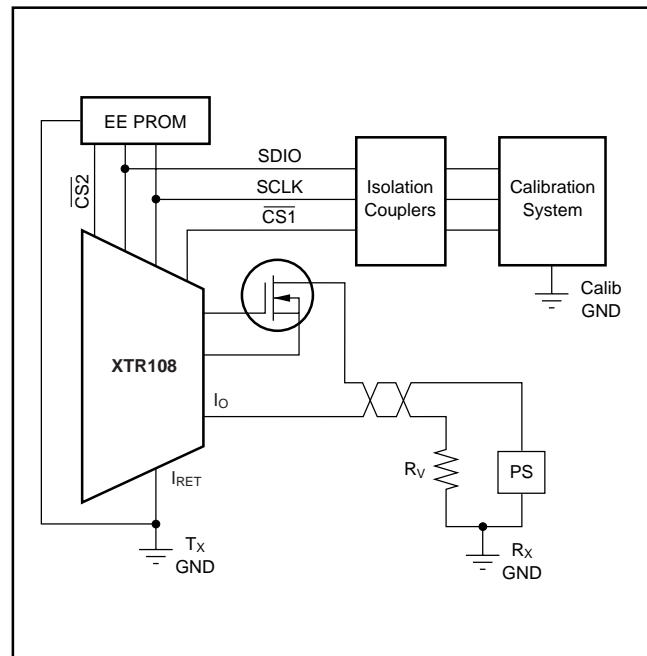 EE PROM
SDIO
SCLK
CS1
CS2
Isolation
Couplers
Calibration
System
Calib
GND
XTR108
IO
IRET
RV
PS
TX
GND
RX
GND